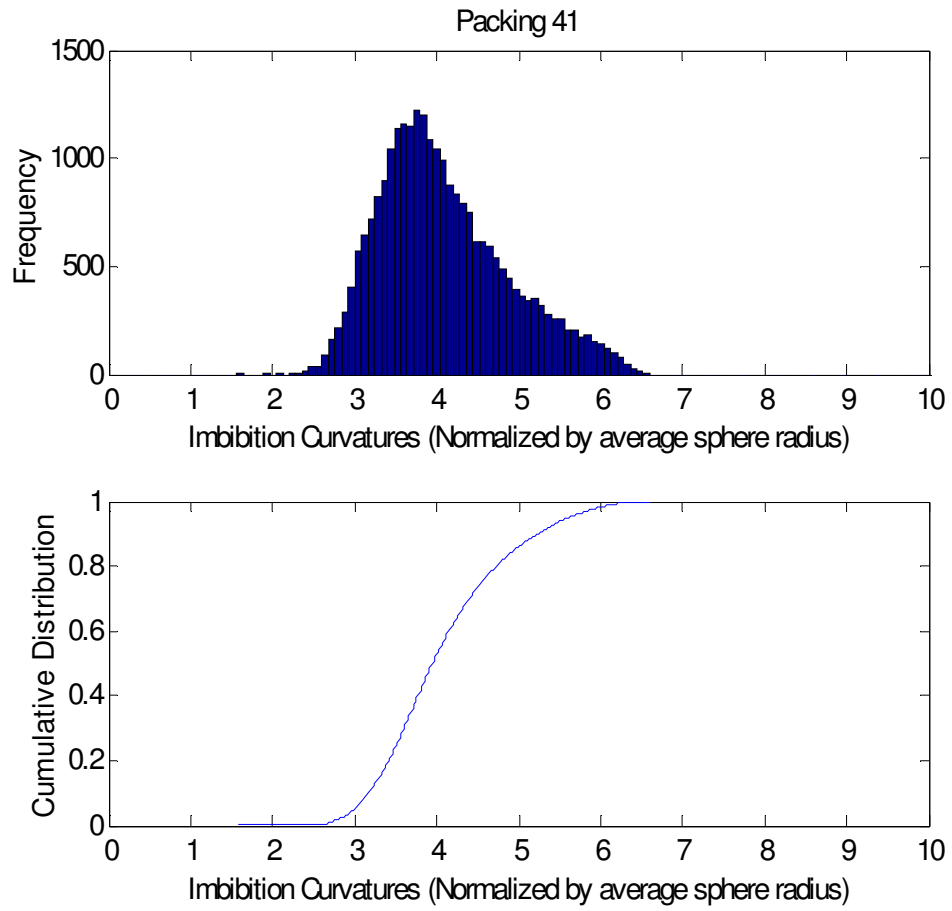 Packing 41
1500
1000
500
0
Frequency
0 1 2 3 4 5 6 7 8 9 10
Imbibition Curvatures (Normalized by average sphere radius)
1
0.8
0.6
0.4
0.2
0
Cumulative Distribution
0 1 2 3 4 5 6 7 8 9 10
Imbibition Curvatures (Normalized by average sphere radius)